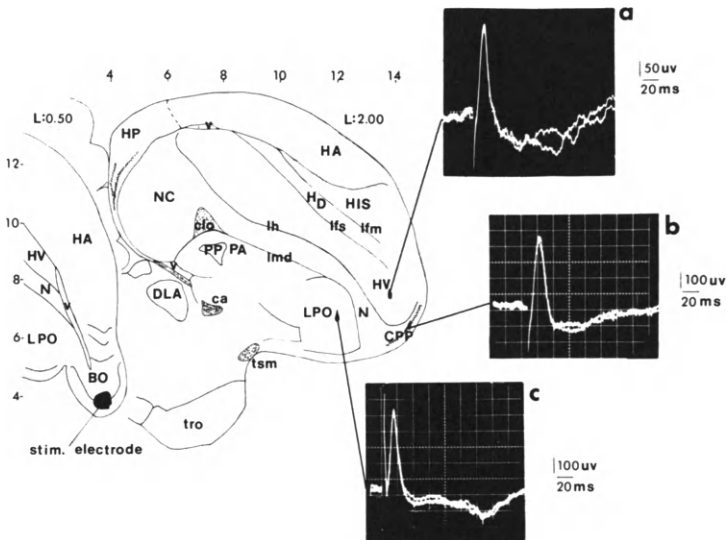 a
4 6 8 10 12 14
50uv
20ms
L:0.50
L:2.00
HP
v
HA
12-
NC
HD
HIS
HA
10-
clo
lh
lfs
lfm
b
HV
PP
PA
lmd
8-
N
v
v
HV
100uv
20ms
DLA
ca
LPO
N
6-
LPO
CPP
tsm
BO
4-
c
tro
stim. electrode
100uv
20ms